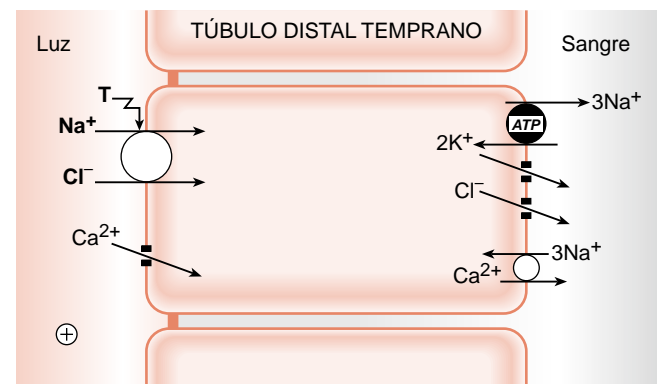 TÚBULO DISTAL TEMPRANO
Luz
Sangre
T
Na⁺
Cl⁻
Ca²⁺
3Na⁺
ATP
2K⁺
Cl⁻
3Na⁺
Ca²⁺
+